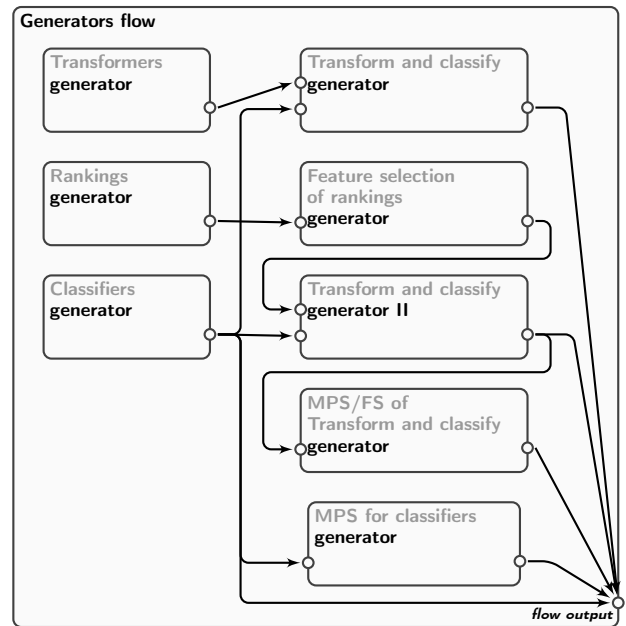 Generators flow
Transformers
generator
Transform and classify
generator
Rankings
generator
Feature selection
of rankings
generator
Classifiers
generator
Transform and classify
generator II
MPS/FS of
Transform and classify
generator
MPS for classifiers
generator
flow output